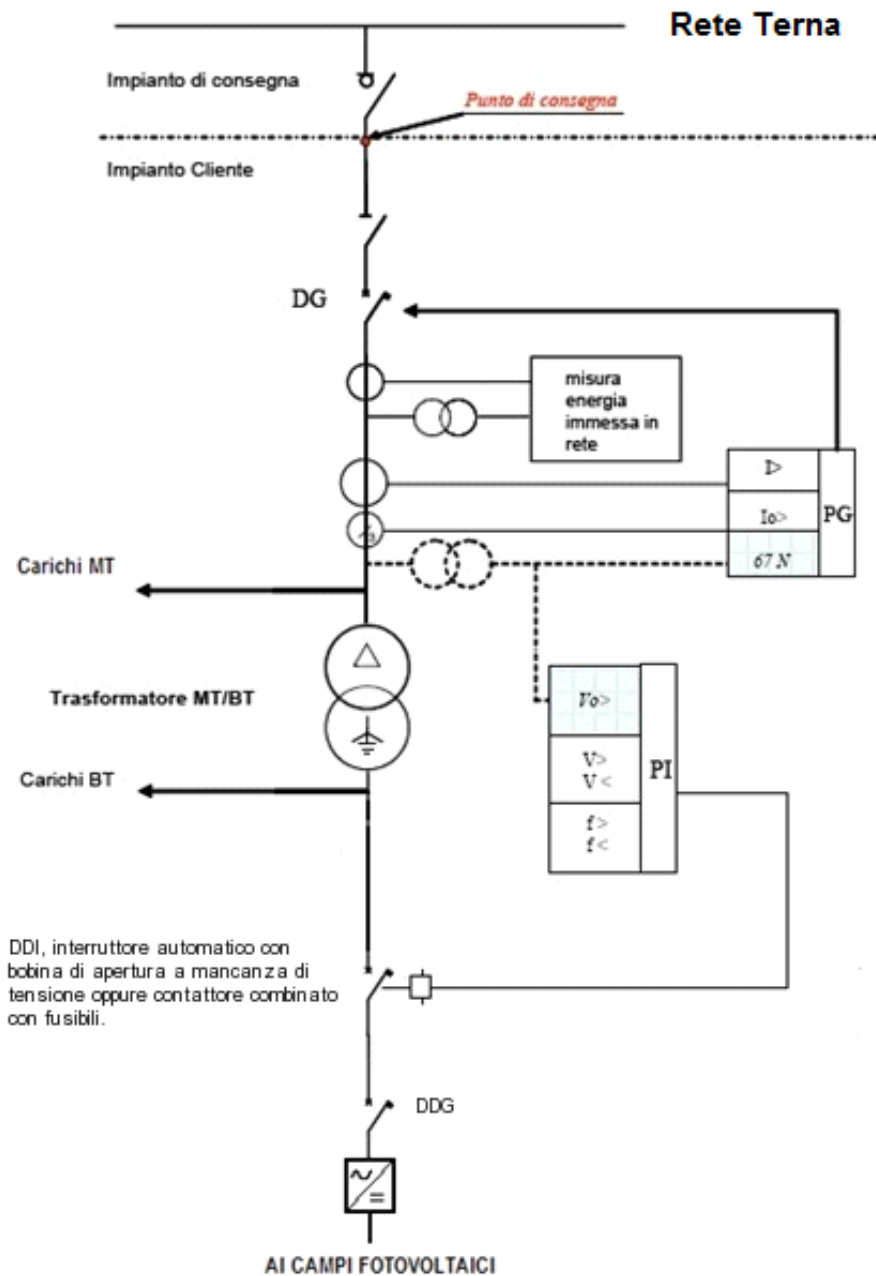 Rete Terna
Impianto di consegna
Punto di consegna
Impianto Cliente
DG
misura
energia
immessa in
rete
I>
Io>
67 N
PG
Carichi MT
Trasformatore MT/BT
Vo>
V>
V<
f>
f<
PI
Carichi BT
DDI, interruttore automatico con
bobina di apertura a mancanza di
tensione oppure contattore combinato
con fusibili.
DDG
AI CAMPI FOTOVOLTAICI